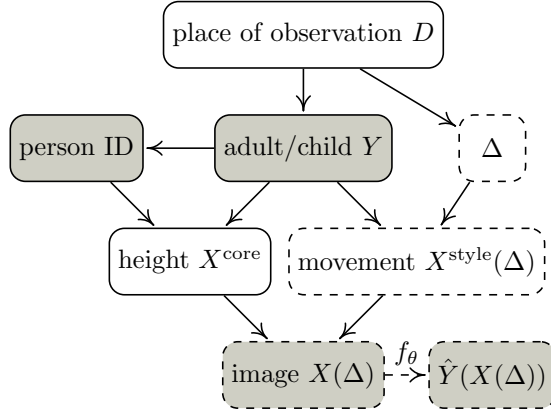 place of observation D
person ID
adult/child Y
Δ
height X^core
movement X^style(Δ)
f_θ
image X(Δ)
Ŷ(X(Δ))